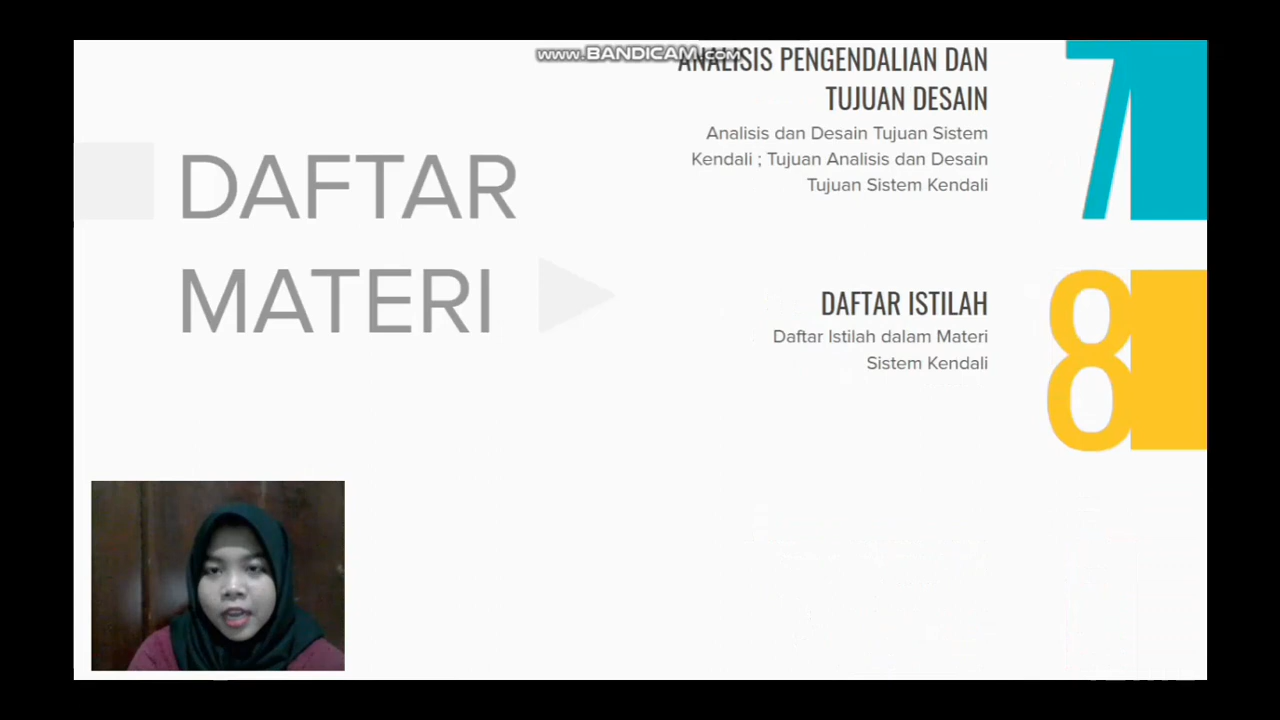 www.BANDICAM.com
DAFTAR
MATERI
ANALISIS PENGENDALIAN DAN
TUJUAN DESAIN
Analisis dan Desain Tujuan Sistem
Kendali ; Tujuan Analisis dan Desain
Tujuan Sistem Kendali
7
DAFTAR ISTILAH
Daftar Istilah dalam Materi
Sistem Kendali
8